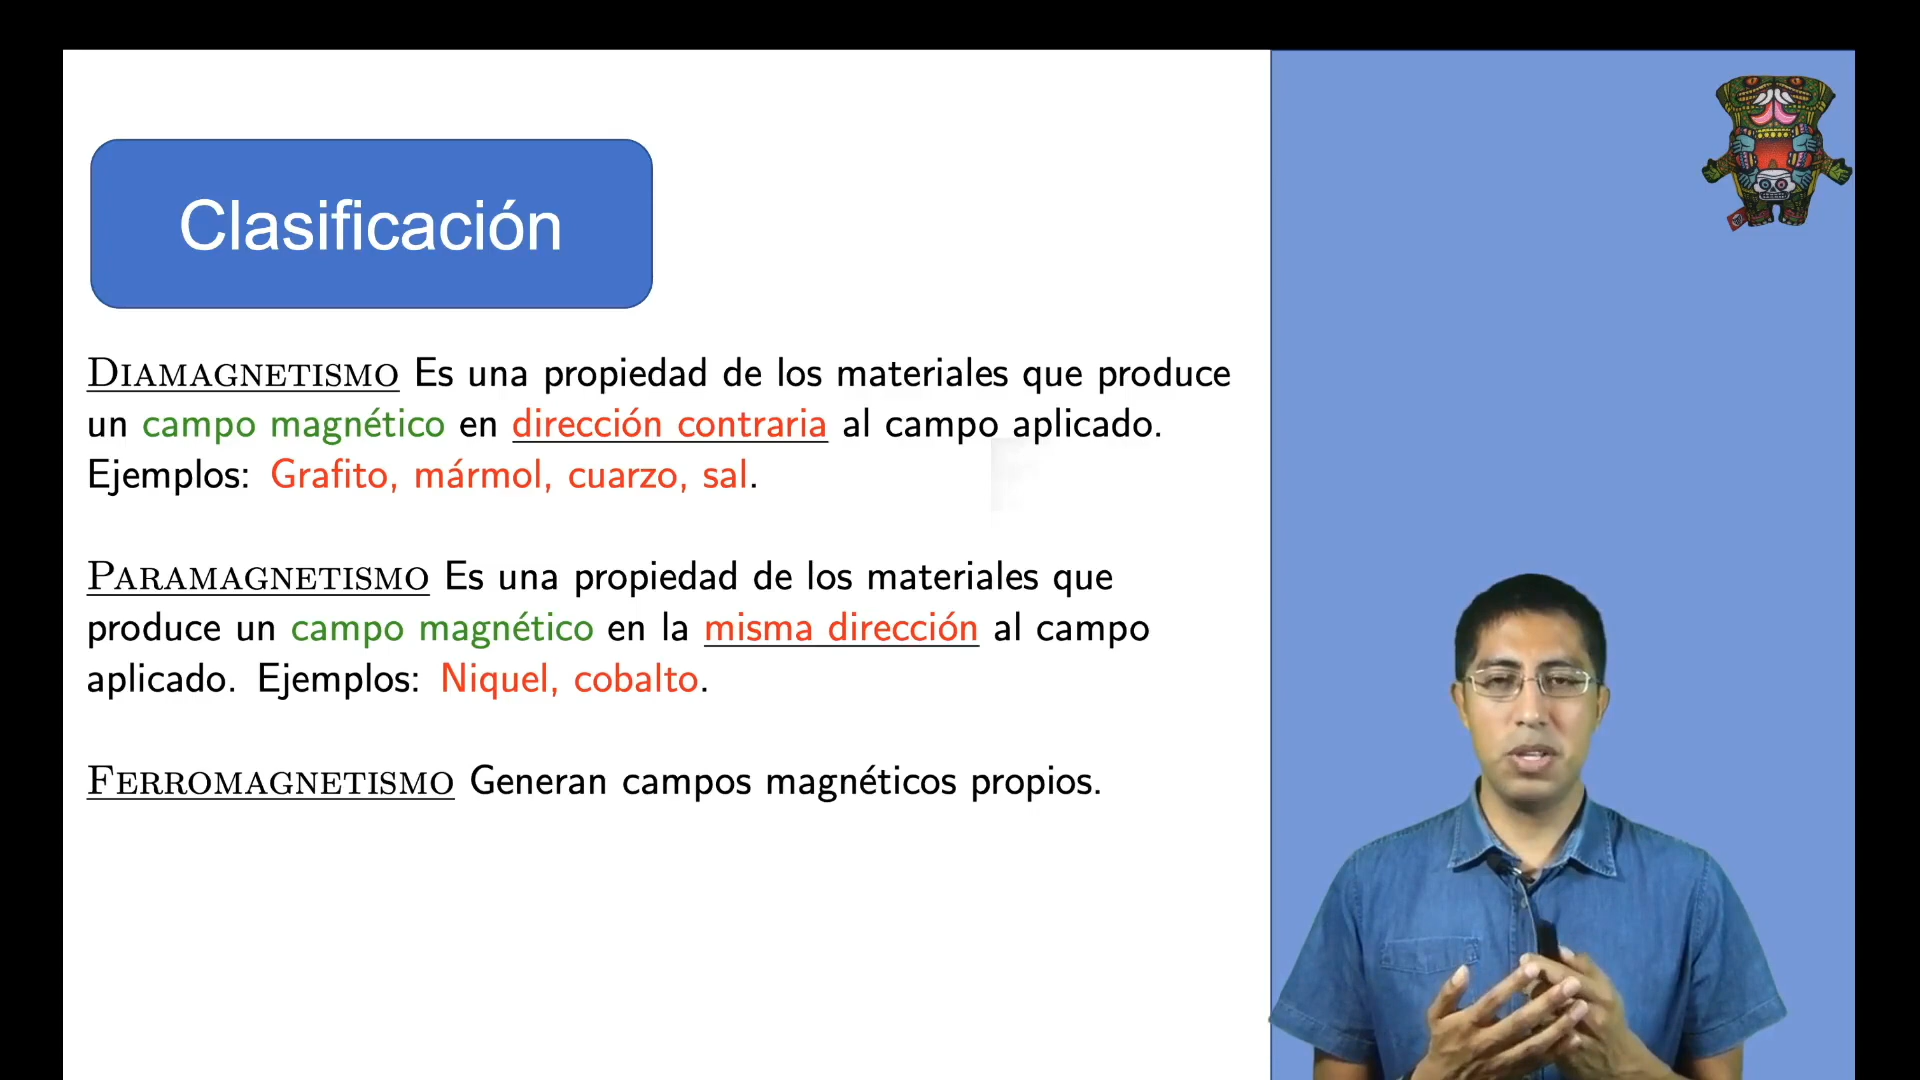 Clasificación
Diamagnetismo Es una propiedad de los materiales que produce
un campo magnético en dirección contraria al campo aplicado.
Ejemplos: Grafito, mármol, cuarzo, sal.
Paramagnetismo Es una propiedad de los materiales que
produce un campo magnético en la misma dirección al campo
aplicado. Ejemplos: Niquel, cobalto.
Ferromagnetismo Generan campos magnéticos propios.